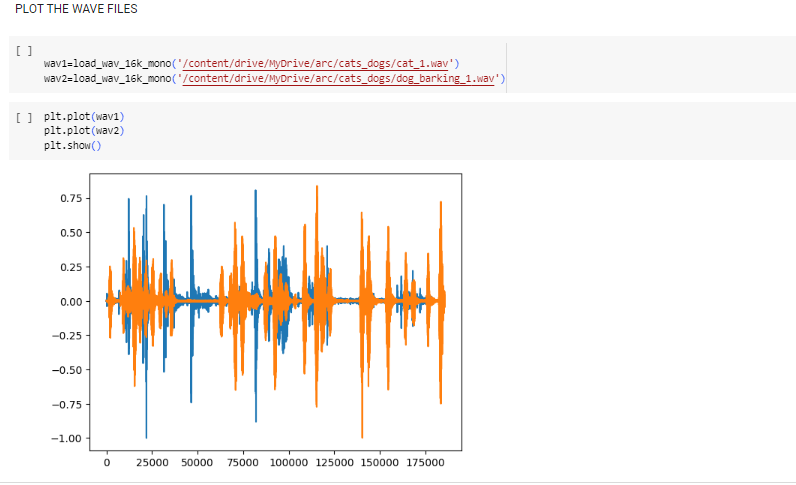 PLOT THE WAVE FILES
[ ]
wav1=load_wav_16k_mono('/content/drive/MyDrive/arc/cats_dogs/cat_1.wav')
wav2=load_wav_16k_mono('/content/drive/MyDrive/arc/cats_dogs/dog_barking_1.wav')
[ ] plt.plot(wav1)
plt.plot(wav2)
plt.show()
0.75
0.50
0.25
0.00
−0.25
−0.50
−0.75
−1.00
0 25000 50000 75000 100000 125000 150000 175000